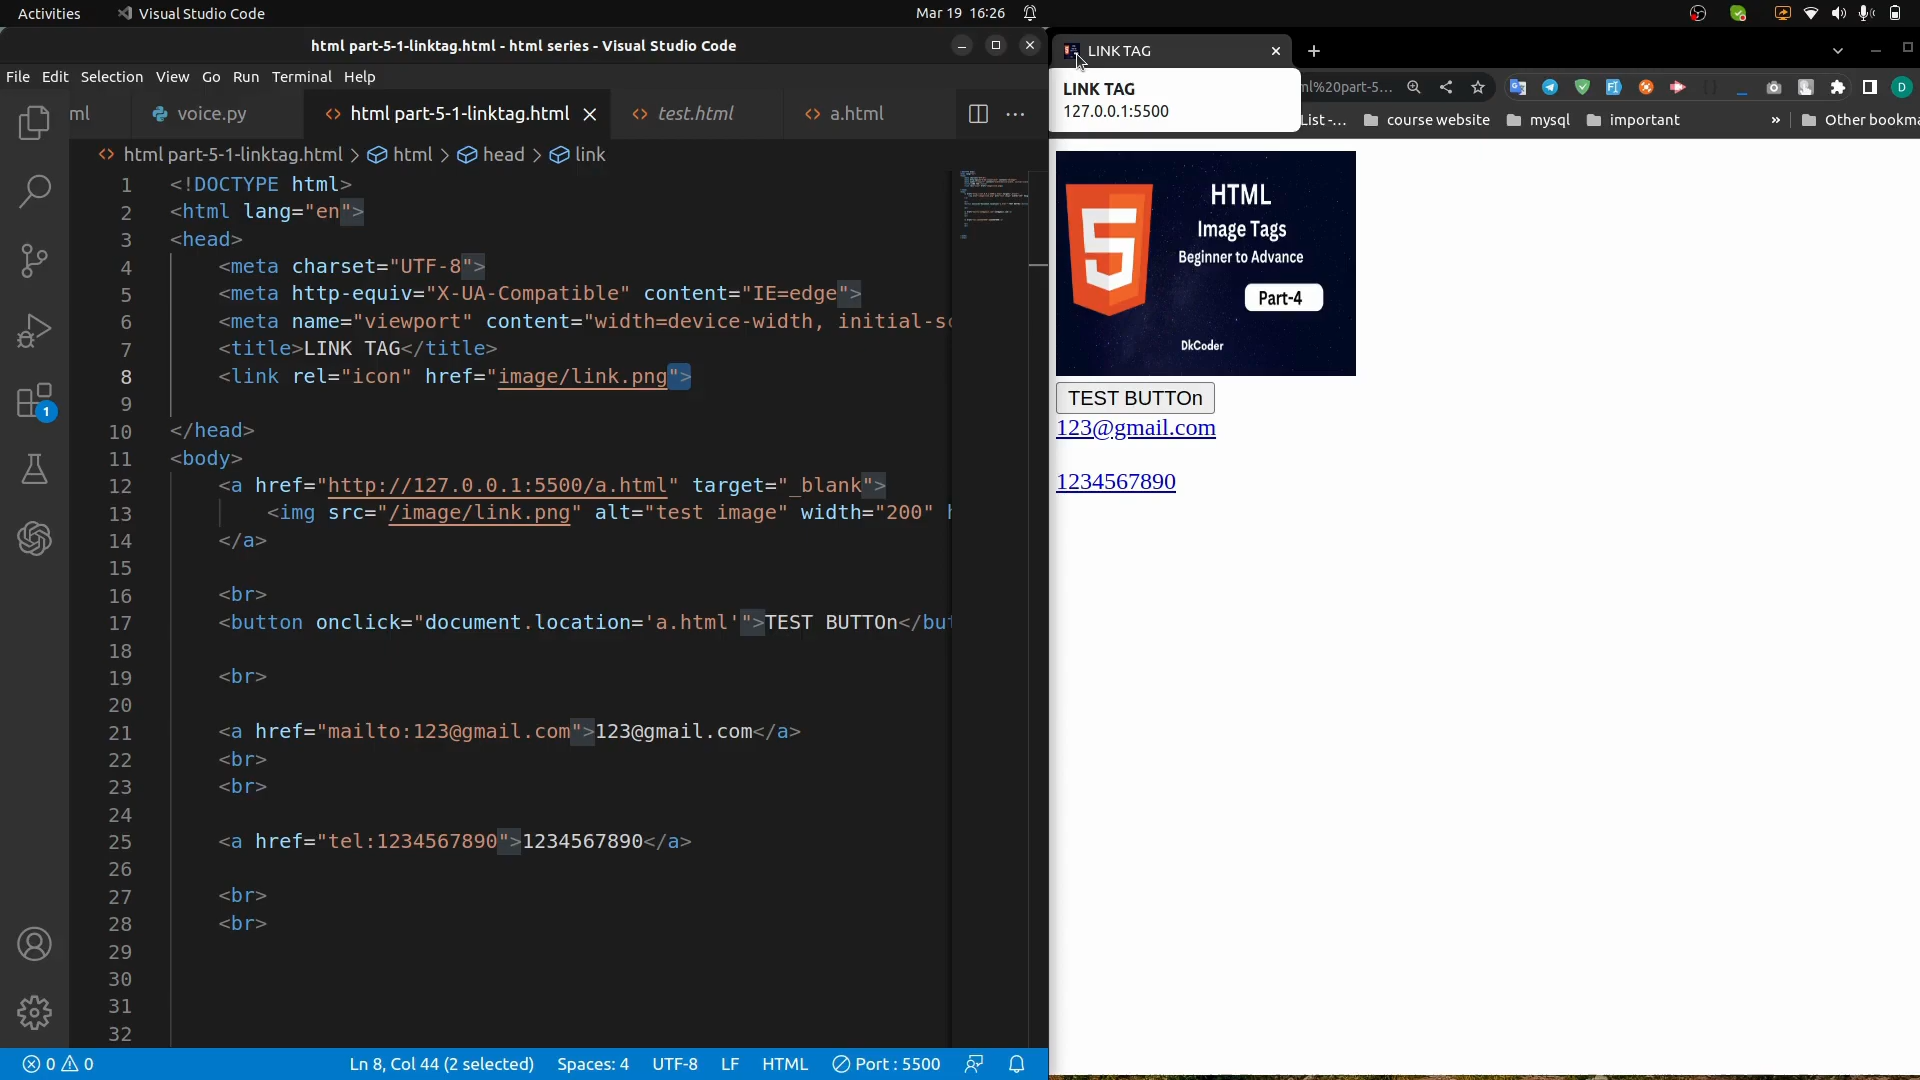 Activities
Visual Studio Code
Mar 19 16:26
html part-5-1-linktag.html - html series - Visual Studio Code
File Edit Selection View Go Run Terminal Help
ml
voice.py
html part-5-1-linktag.html
test.html
a.html
html part-5-1-linktag.html > html > head > link
1 <!DOCTYPE html>
2 <html lang="en">
3 <head>
4 <meta charset="UTF-8">
5 <meta http-equiv="X-UA-Compatible" content="IE=edge">
6 <meta name="viewport" content="width=device-width, initial-sc
7 <title>LINK TAG</title>
8 <link rel="icon" href="image/link.png">
9
10 </head>
11 <body>
12 <a href="http://127.0.0.1:5500/a.html" target="_blank">
13 <img src="/image/link.png" alt="test image" width="200" h
14 </a>
15
16 <br>
17 <button onclick="document.location='a.html'">TEST BUTTOn</but
18
19 <br>
20
21 <a href="mailto:123@gmail.com">123@gmail.com</a>
22 <br>
23 <br>
24
25 <a href="tel:1234567890">1234567890</a>
26
27 <br>
28 <br>
29
30
31
32
1
0 0
Ln 8, Col 44 (2 selected)
Spaces: 4
UTF-8
LF
HTML
Port : 5500
LINK TAG
LINK TAG
127.0.0.1:5500
ml%20part-5...
D
List -...
course website
mysql
important
»
Other bookma
HTML
Image Tags
Beginner to Advance
Part-4
DkCoder
5
TEST BUTTOn
123@gmail.com
1234567890